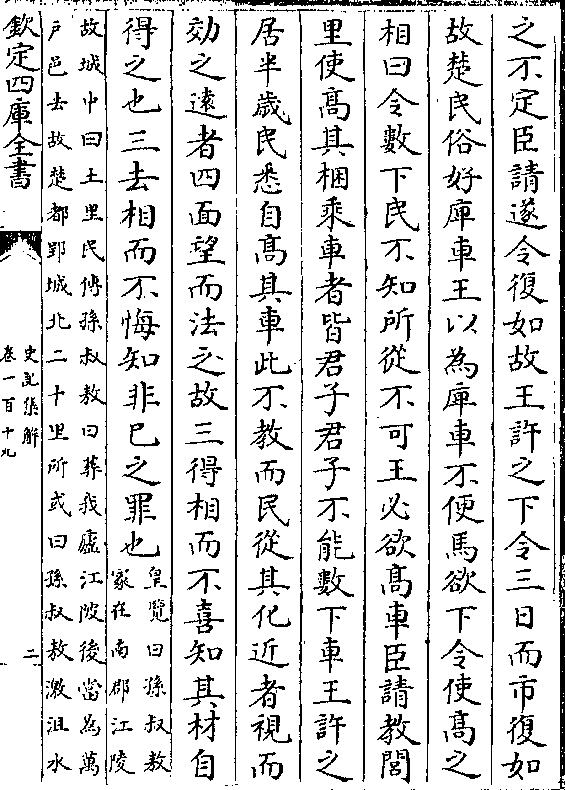 之不定臣請遂令復如故王許之下令三日而市復如
故楚民俗好庳車王以為庳車不便馬欲下令使髙之
相曰令數下民不知所從不可王必欲髙車臣請教閭
里使髙其梱乘車者皆君子君子不能數下車王許之
居半歲民悉自髙其車此不教而民從其化近者視而
効之逺者四面望而法之故三得相而不喜知其材自
得之也三去相而不悔知非已之罪也
皇覽曰孫叔敖
冢在南郡江陵
故城中白土里民傳孫叔敖曰葬我廬江陂後當為萬
戶邑去故楚都郢城北二十里所或曰孫叔敖激沮水
欽定四庫全書
史記集解
卷一百十九
二